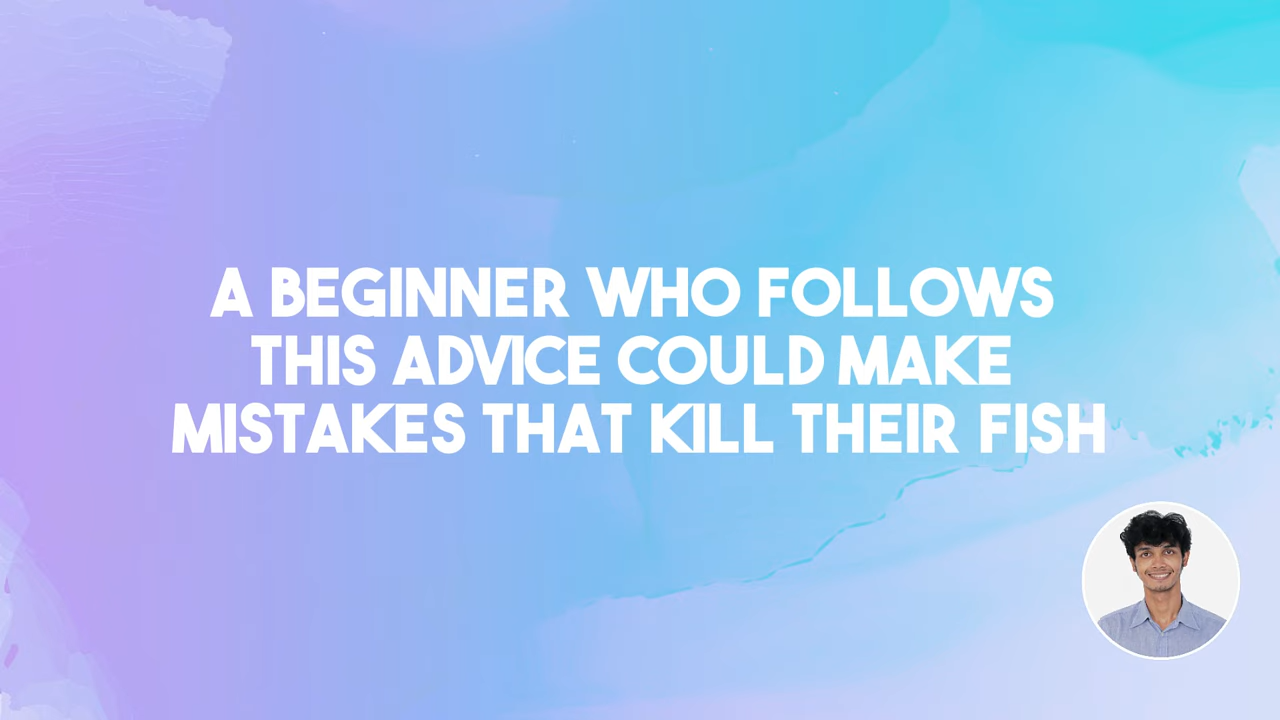 A BEGINNER WHO FOLLOWS
THIS ADVICE COULD MAKE
MISTAKES THAT KILL THEIR FISH